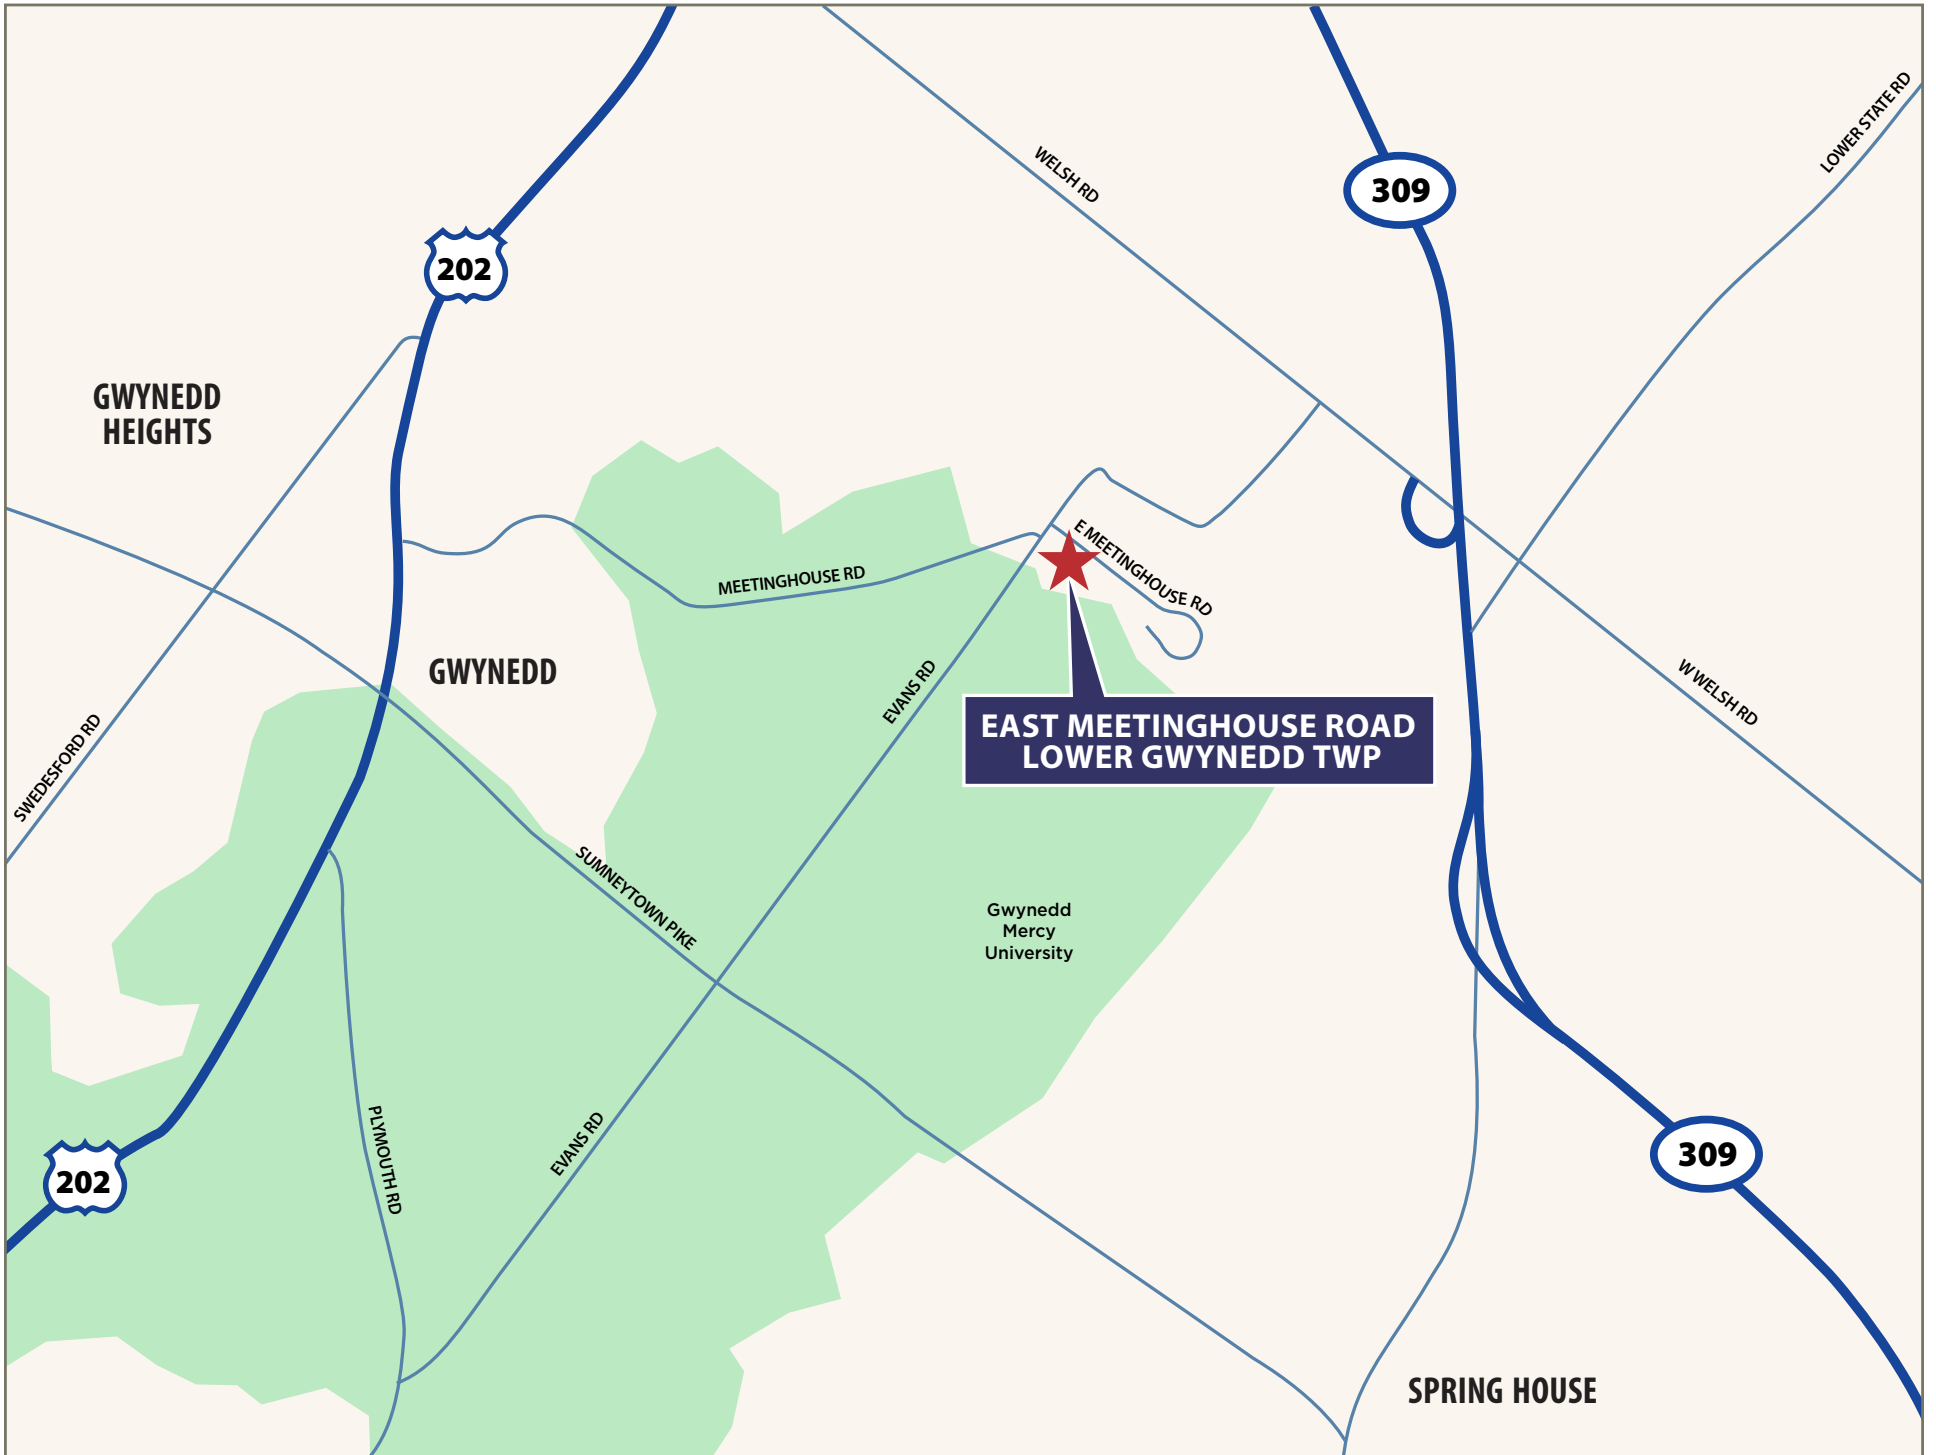 LOWER STATE RD
WELSH RD
309
202
GWYNEDD
HEIGHTS
E MEETINGHOUSE RD
MEETINGHOUSE RD
GWYNEDD
EVANS RD
W WELSH RD
SWEDESFORD RD
EAST MEETINGHOUSE ROAD
LOWER GWYNEDD TWP
SUMNEYTOWN PIKE
Gwynedd
Mercy
University
PLYMOUTH RD
EVANS RD
309
202
SPRING HOUSE